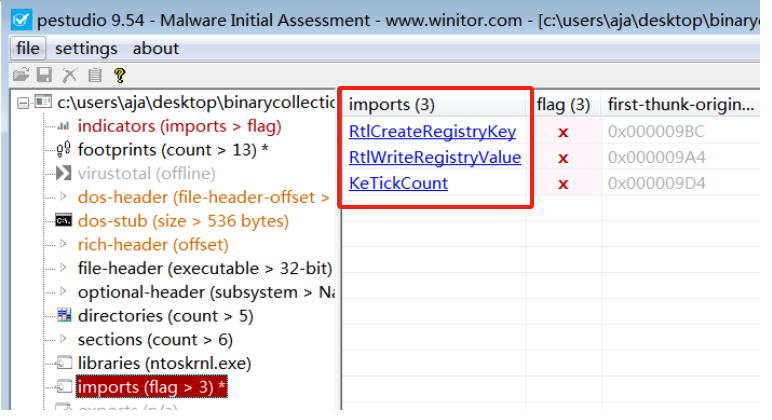 pestudio 9.54 - Malware Initial Assessment - www.winitor.com - [c:\users\aja\desktop\binaryco
file settings about
c:\users\aja\desktop\binarycollectic
indicators (imports > flag)
footprints (count > 13) *
virustotal (offline)
dos-header (file-header-offset >
dos-stub (size > 536 bytes)
rich-header (offset)
file-header (executable > 32-bit)
optional-header (subsystem > Na
directories (count > 5)
sections (count > 6)
libraries (ntoskrnl.exe)
imports (flag > 3) *
exports (n/a)
imports (3) flag (3) first-thunk-origin...
RtlCreateRegistryKey x 0x000009BC
RtlWriteRegistryValue x 0x000009A4
KeTickCount x 0x000009D4